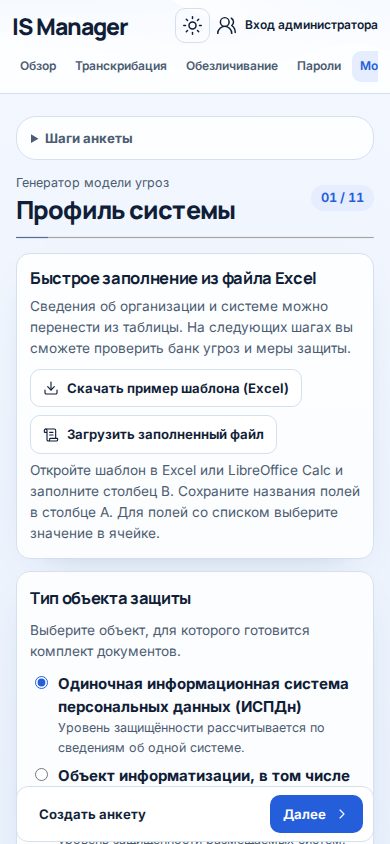 IS Manager
Вход администратора
Обзор Транскрибация Обезличивание Пароли Мо
Шаги анкеты
Генератор модели угроз
Профиль системы
01 / 11
Быстрое заполнение из файла Excel
Сведения об организации и системе можно
перенести из таблицы. На следующих шагах вы
сможете проверить банк угроз и меры защиты.
Скачать пример шаблона (Excel)
Загрузить заполненный файл
Откройте шаблон в Excel или LibreOffice Calc и
заполните столбец B. Сохраните названия полей
в столбце A. Для полей со списком выберите
значение в ячейке.
Тип объекта защиты
Выберите объект, для которого готовится
комплект документов.
Одиночная информационная система
персональных данных (ИСПДн)
Уровень защищённости рассчитывается по
сведениям об одной системе.
Объект информатизации, в том числе
Создать анкету
Далее